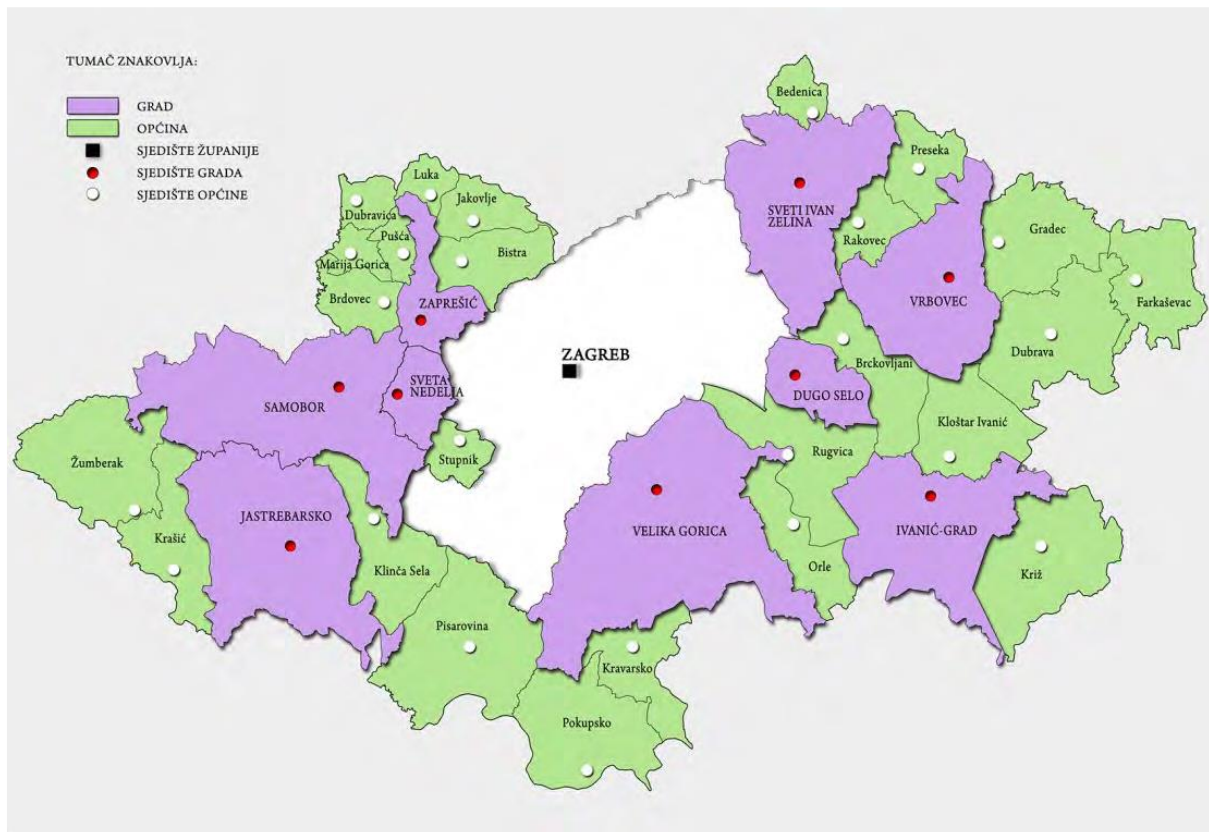 TUMAČ ZNAKOVLJA:
GRAD
OPĆINA
SJEDIŠTE ŽUPANIJE
SJEDIŠTE GRADA
SJEDIŠTE OPĆINE
Bedenica
Preseka
Luka
Jakovlje
Dubravica
SVETI IVAN
ZELINA
Pušća
Rakovec
Gradec
Bistra
Marija Gorica
Brdovec
ZAPREŠIĆ
VRBOVEC
Farkaševac
ZAGREB
Dubrava
Brckovljani
SVETA
NEDELJA
DUGO SELO
SAMOBOR
Kloštar Ivanić
Rugvica
Stupnik
Žumberak
JASTREBARSKO
VELIKA GORICA
IVANIĆ-GRAD
Krašić
Klinča Sela
Orle
Križ
Pisarovina
Kravarsko
Pokupsko